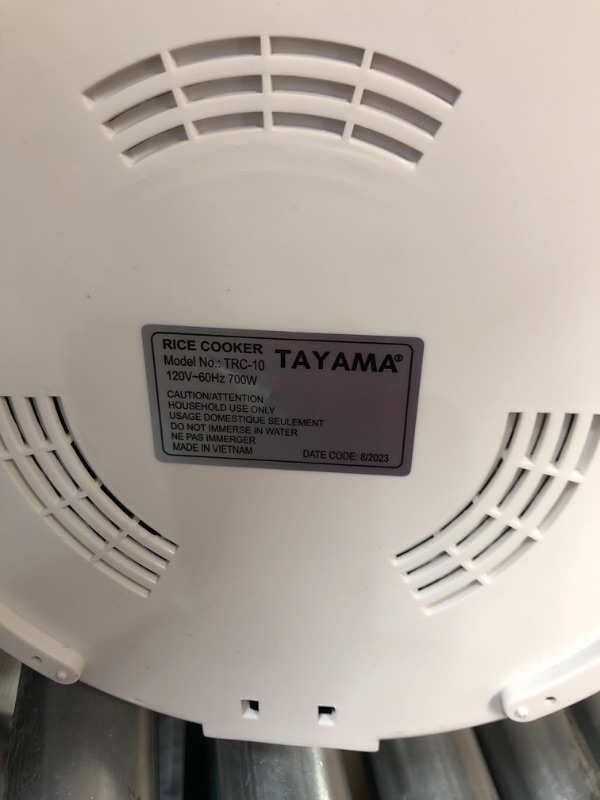 RICE COOKER
TAYAMA®
Model No.: TRC-10
120V~60Hz 700W
CAUTION/ATTENTION
HOUSEHOLD USE ONLY
USAGE DOMESTIQUE SEULEMENT
DO NOT IMMERSE IN WATER
NE PAS IMMERGER
MADE IN VIETNAM
DATE CODE: 8/2023